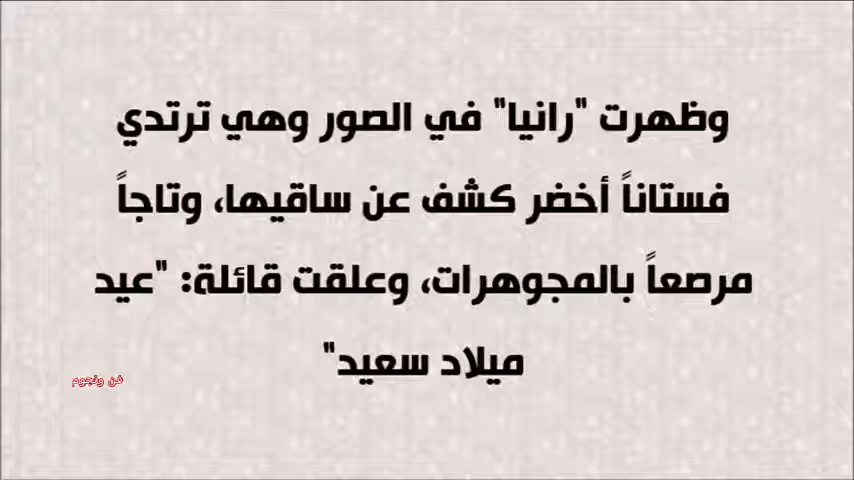 وظهرت "رانيا" في الصور وهي ترتدي
فستاناً أخضر كشف عن ساقيها، وتاجاً
مرصعاً بالمجوهرات، وعلقت قائلة: "عيد
ميلاد سعيد"
فن ونجوم